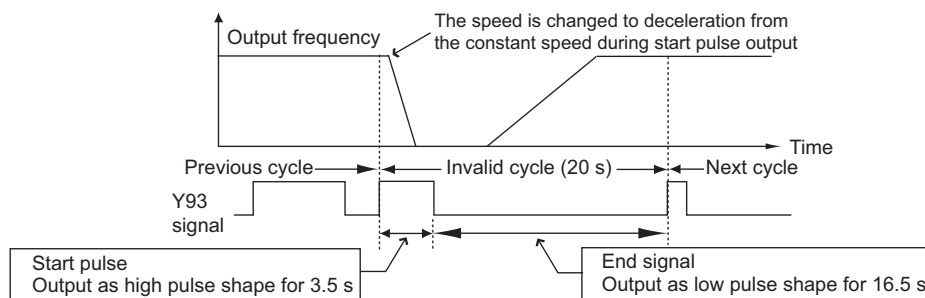 The speed is changed to deceleration from
the constant speed during start pulse output
Output frequency
Time
Previous cycle
Invalid cycle (20 s)
Next cycle
Y93
signal
Start pulse
Output as high pulse shape for 3.5 s
End signal
Output as low pulse shape for 16.5 s